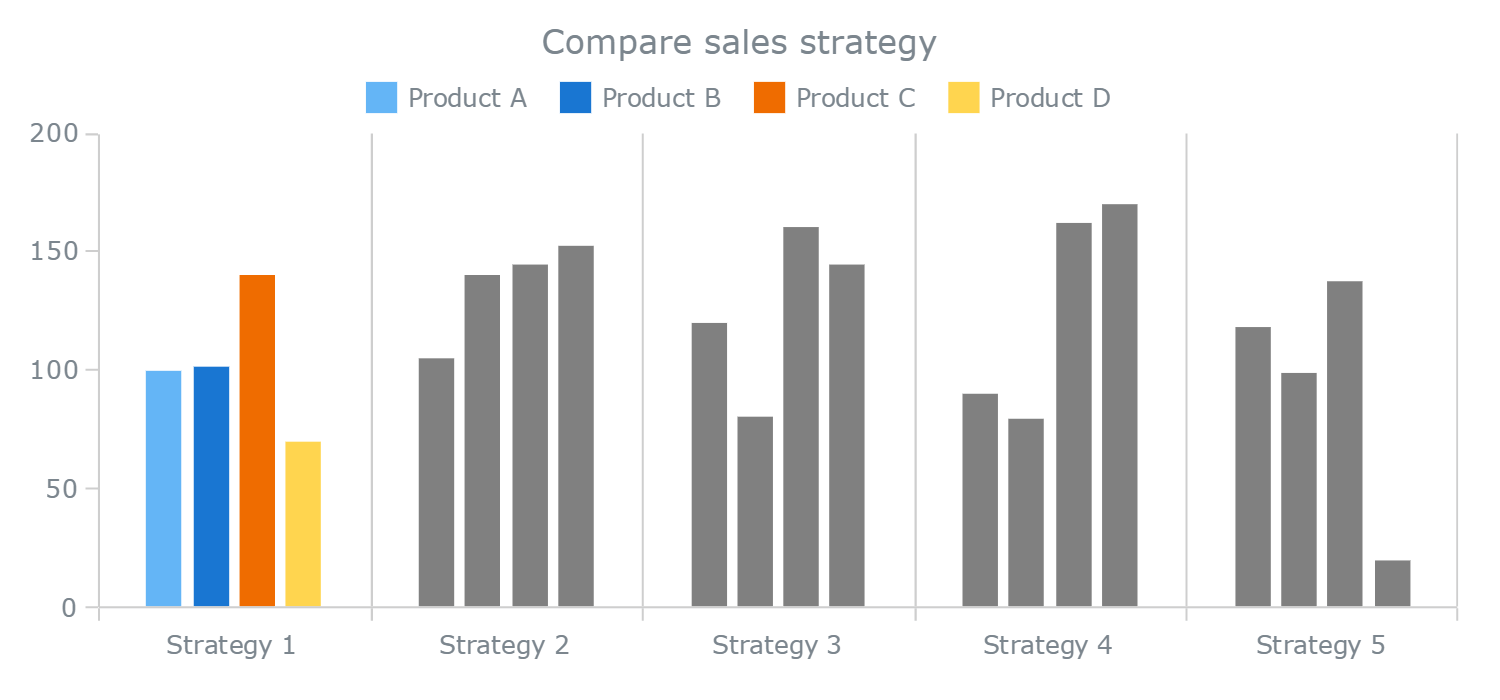 Compare sales strategy
Product A Product B Product C Product D
200
150
100
50
0
Strategy 1 Strategy 2 Strategy 3 Strategy 4 Strategy 5